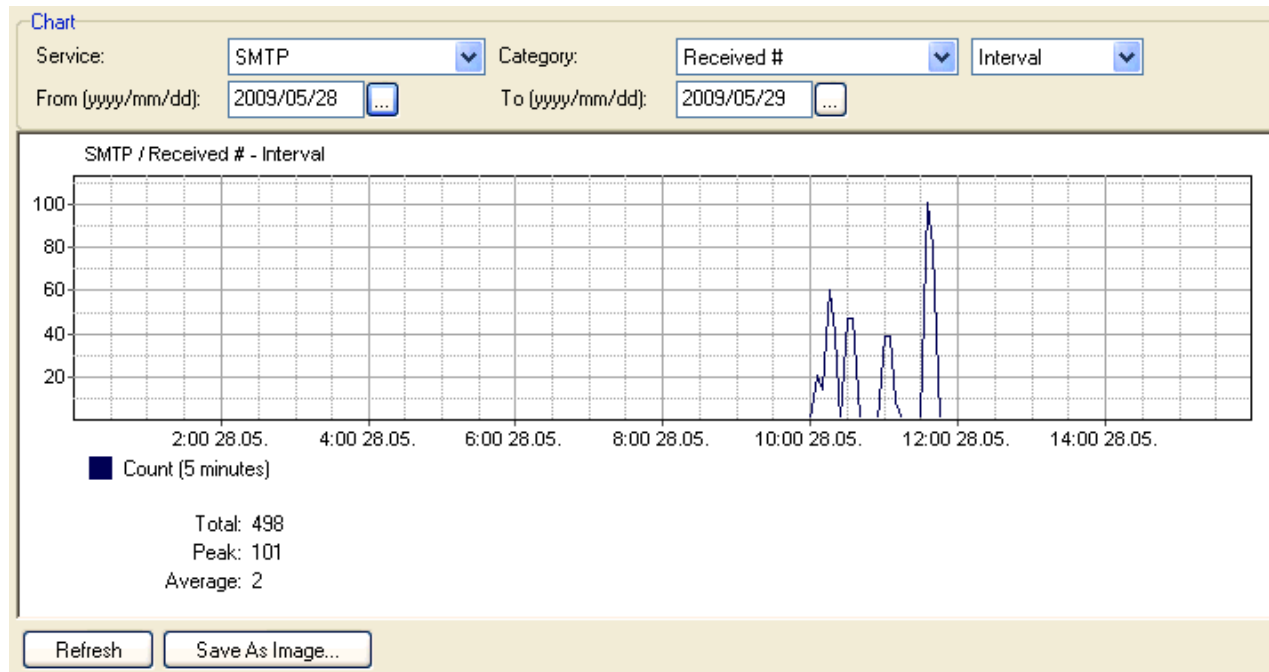 Chart
Service: SMTP Category: Received # Interval
From (yyyy/mm/dd): 2009/05/28 ... To (yyyy/mm/dd): 2009/05/29 ...
SMTP / Received # - Interval
100
80
60
40
20
2:00 28.05. 4:00 28.05. 6:00 28.05. 8:00 28.05. 10:00 28.05. 12:00 28.05. 14:00 28.05.
Count (5 minutes)
Total: 498
Peak: 101
Average: 2
Refresh Save As Image...